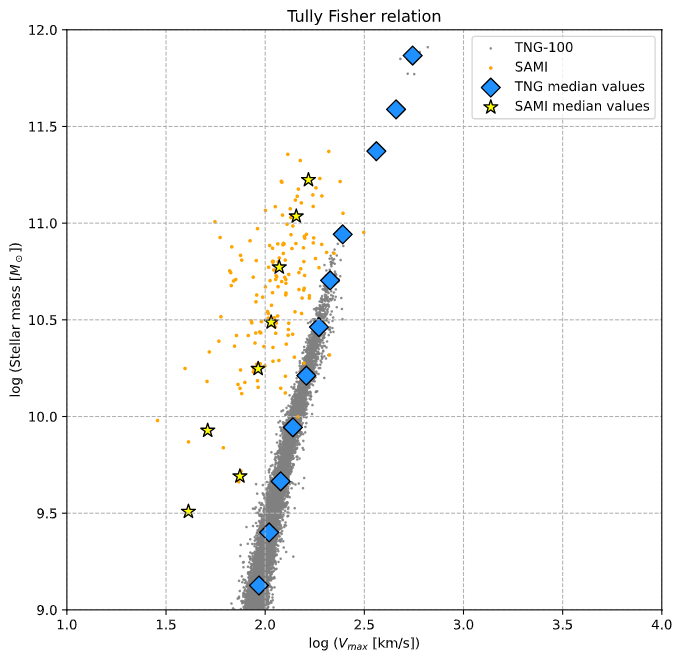 Tully Fisher relation
12.0
11.5
11.0
10.5
10.0
9.5
9.0
log (Stellar mass [M⊙])
TNG-100
SAMI
TNG median values
SAMI median values
1.0 1.5 2.0 2.5 3.0 3.5 4.0
log (Vmax [km/s])